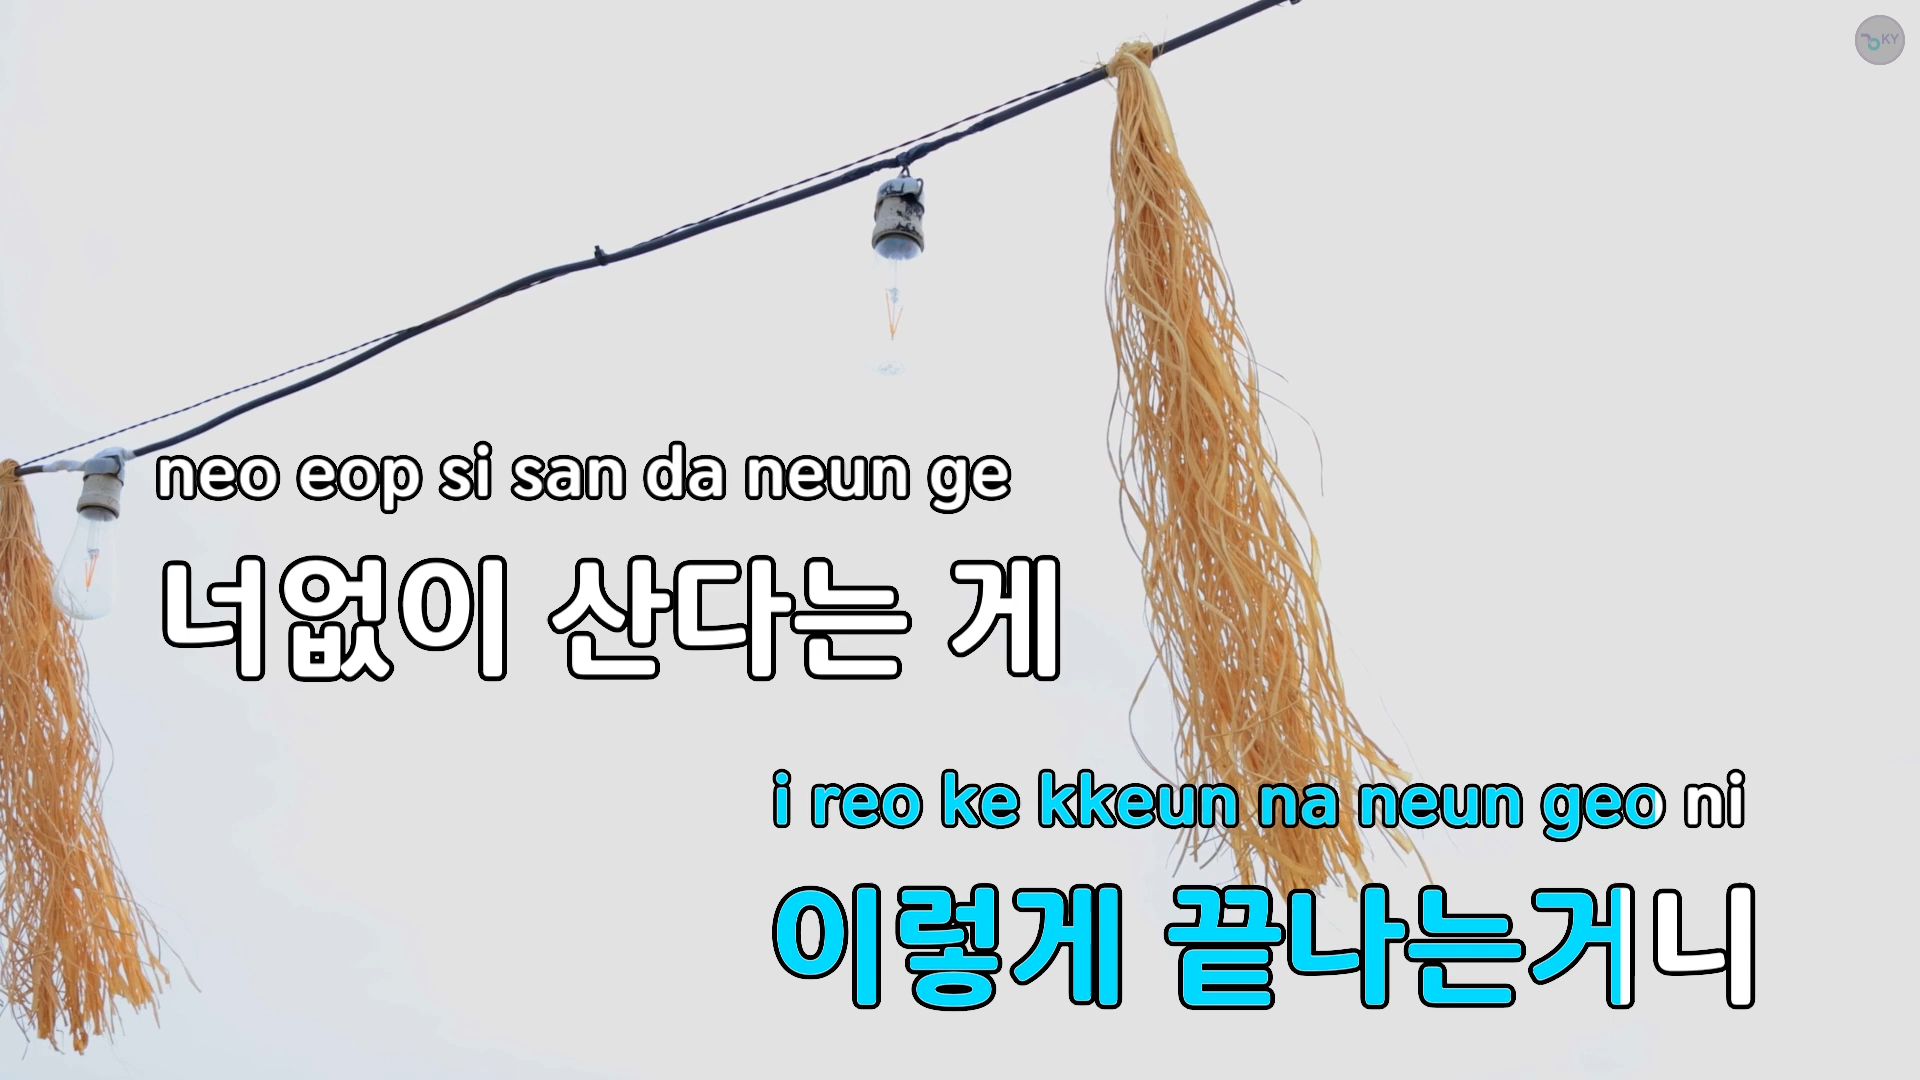 KY
neo eop si san da neun ge
너없이 산다는 게
i reo ke kkeun na neun geo ni
이렇게 끝나는거니